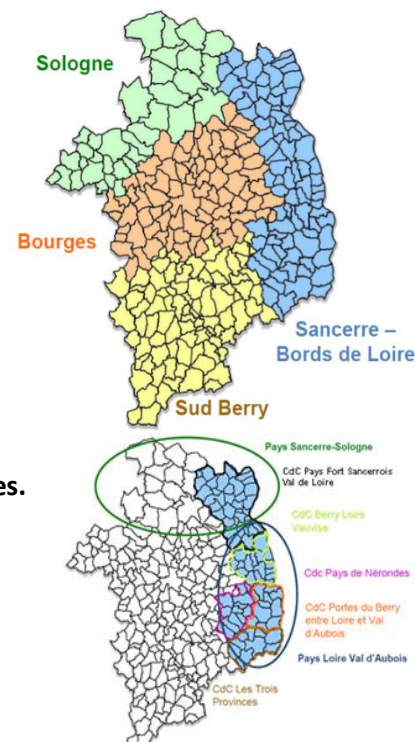 Sologne
Bourges
Sancerre –
Bords de Loire
Sud Berry
Pays Sancerre-Sologne
es.
CdC Pays Fort Sancerrois
Val de Loire
CdC Berry Loire
Vauvise
Cdc Pays de Nérondes
CdC Portes du Berry
entre Loire et Val
d'Aubois
Pays Loire Val d'Aubois
CdC Les Trois
Provinces